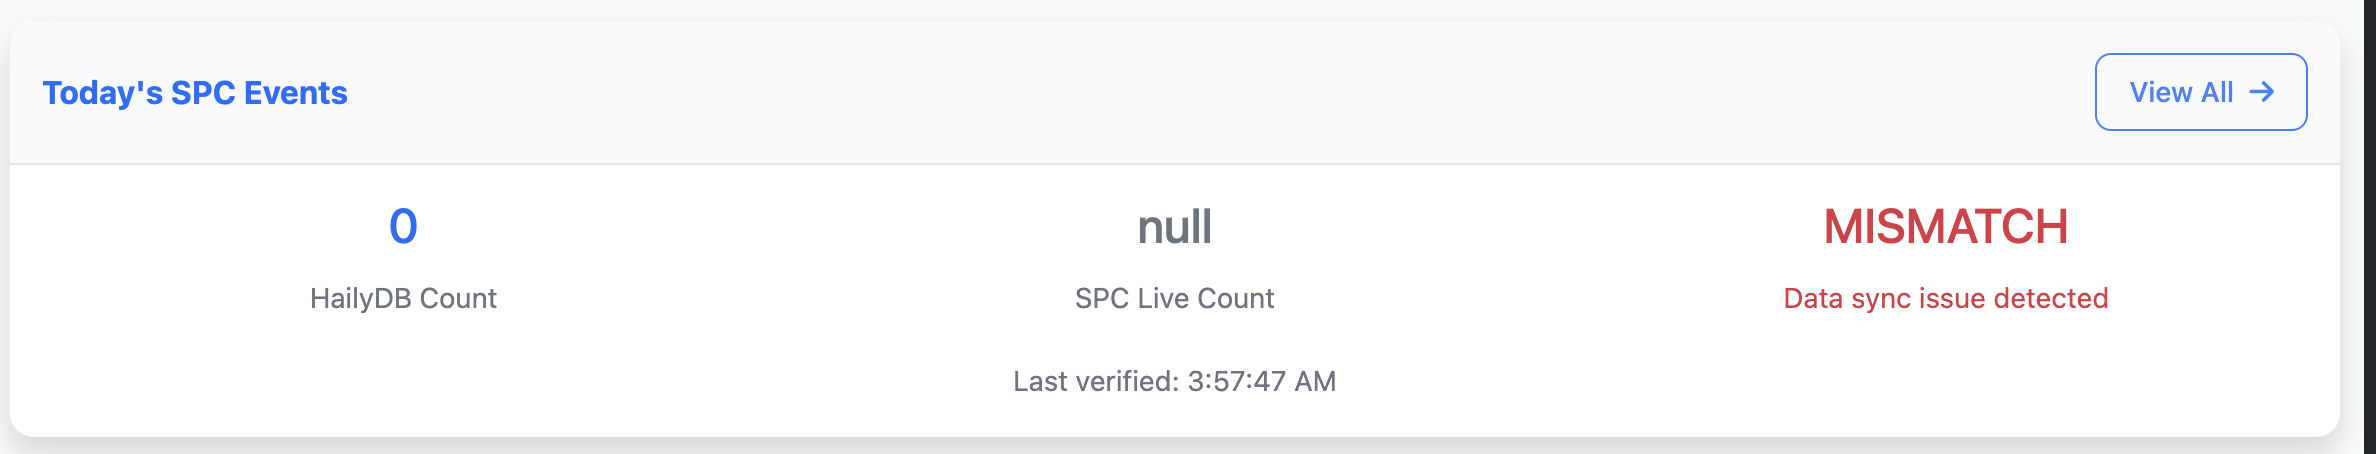 Today's SPC Events
View All →
0
HailyDB Count
null
SPC Live Count
MISMATCH
Data sync issue detected
Last verified: 3:57:47 AM